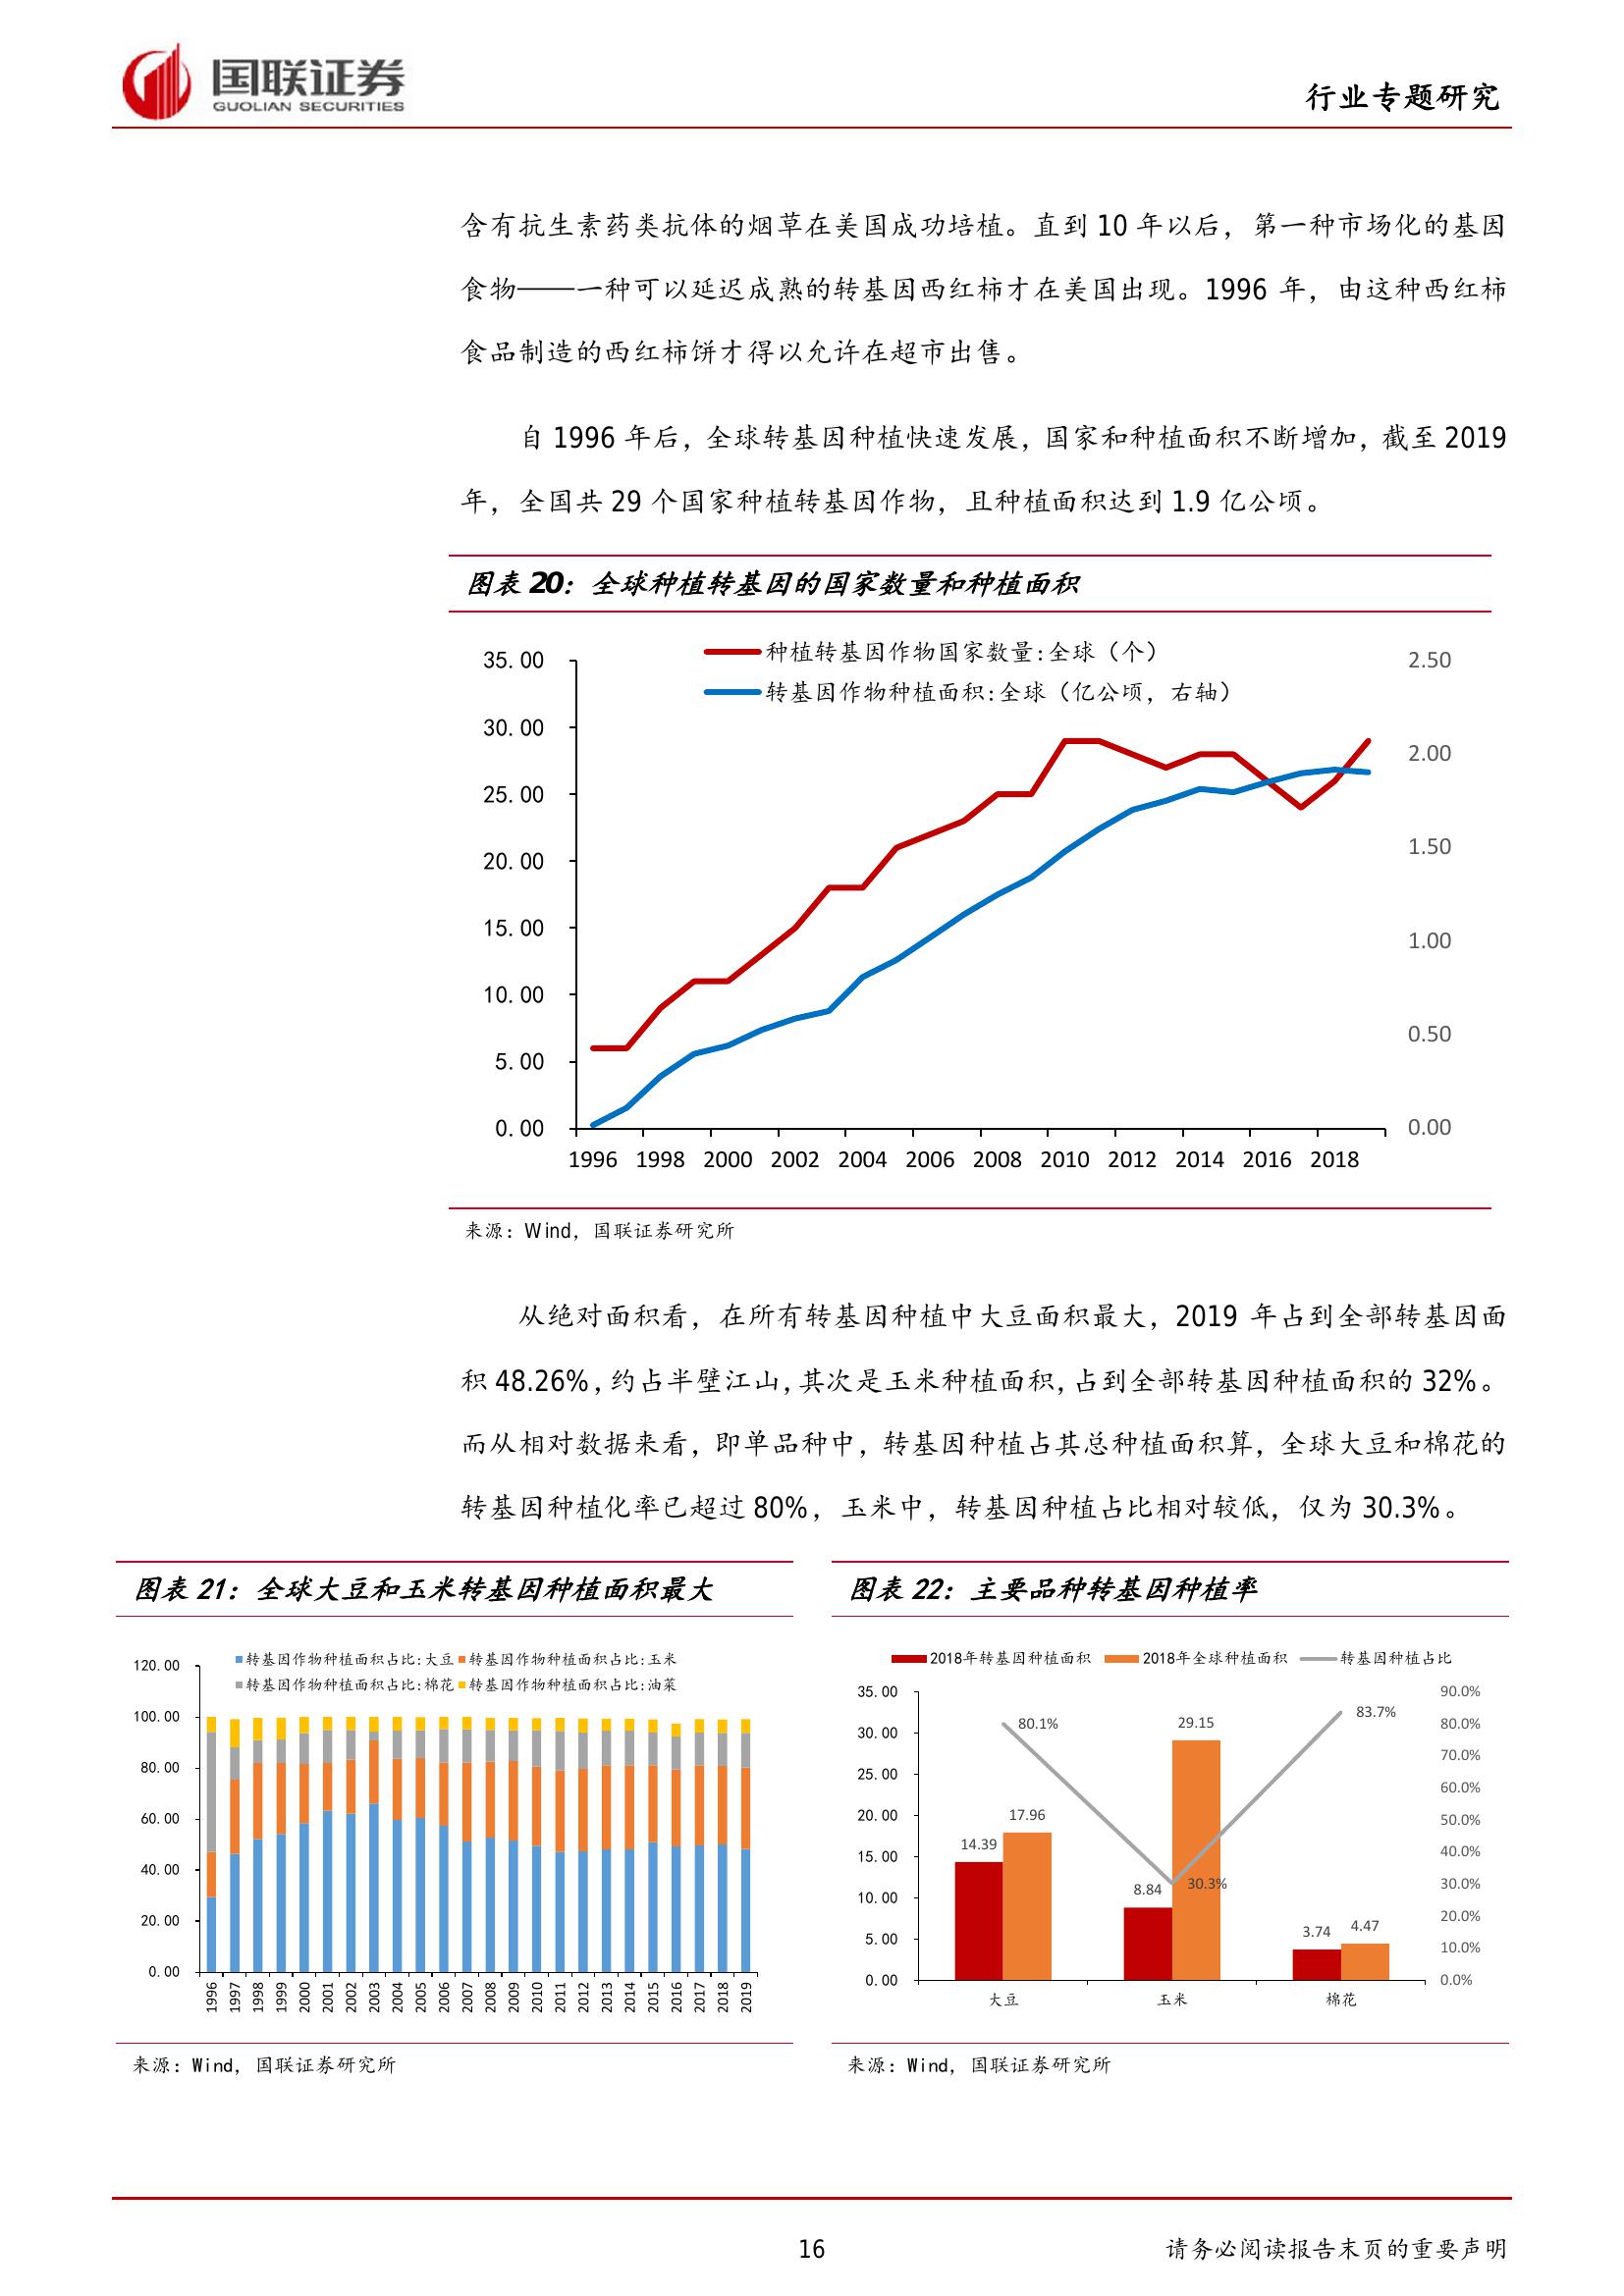 国联证券
GUOLIAN SECURITIES
行业专题研究
含有抗生素药类抗体的烟草在美国成功培植。直到 10 年以后，第一种市场化的基因
食物——一种可以延迟成熟的转基因西红柿才在美国出现。1996 年，由这种西红柿
食品制造的西红柿饼才得以允许在超市出售。
自 1996 年后，全球转基因种植快速发展，国家和种植面积不断增加，截至 2019
年，全国共 29 个国家种植转基因作物，且种植面积达到 1.9 亿公顷。
图表 20：全球种植转基因的国家数量和种植面积
种植转基因作物国家数量:全球（个）
转基因作物种植面积:全球（亿公顷，右轴）
35.00 2.50
30.00
2.00
25.00
1.50
20.00
15.00
1.00
10.00
0.50
5.00
0.00 0.00
1996 1998 2000 2002 2004 2006 2008 2010 2012 2014 2016 2018
来源：Wind，国联证券研究所
从绝对面积看，在所有转基因种植中大豆面积最大，2019 年占到全部转基因面
积 48.26%，约占半壁江山，其次是玉米种植面积，占到全部转基因种植面积的 32%。
而从相对数据来看，即单品种中，转基因种植占其总种植面积算，全球大豆和棉花的
转基因种植化率已超过 80%，玉米中，转基因种植占比相对较低，仅为 30.3%。
图表 21：全球大豆和玉米转基因种植面积最大
转基因作物种植面积占比:大豆 转基因作物种植面积占比:玉米
转基因作物种植面积占比:棉花 转基因作物种植面积占比:油菜
120.00
100.00
80.00
60.00
40.00
20.00
0.00
1996 1997 1998 1999 2000 2001 2002 2003 2004 2005 2006 2007 2008 2009 2010 2011 2012 2013 2014 2015 2016 2017 2018 2019
来源：Wind，国联证券研究所
图表 22：主要品种转基因种植率
2018年转基因种植面积 2018年全球种植面积 转基因种植占比
35.00
30.00
25.00
20.00
15.00
10.00
5.00
0.00
90.0%
80.0%
70.0%
60.0%
50.0%
40.0%
30.0%
20.0%
10.0%
0.0%
80.1%
29.15
83.7%
17.96
14.39
8.84
30.3%
3.74
4.47
大豆 玉米 棉花
来源：Wind，国联证券研究所
16
请务必阅读报告末页的重要声明